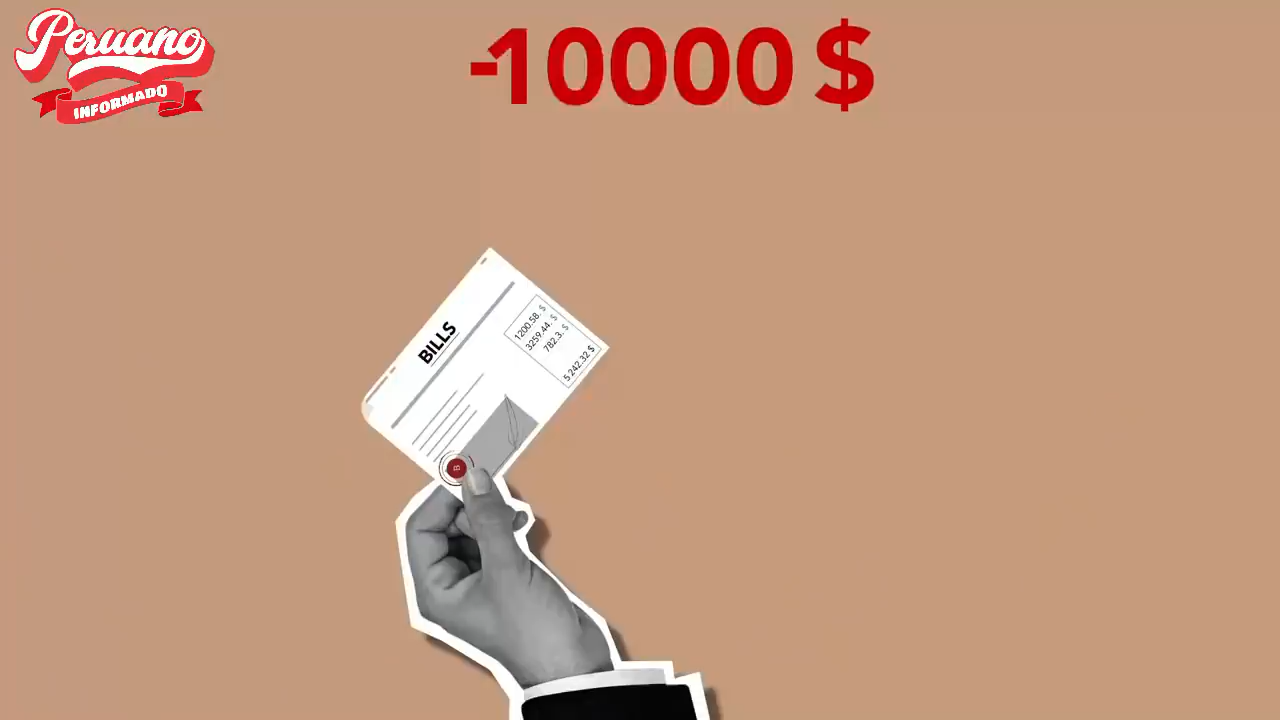 Peruano
INFORMADO
-10000 $
BILLS
1200.58. $
3259.44. $
782.3. $
5 242.32 $
B